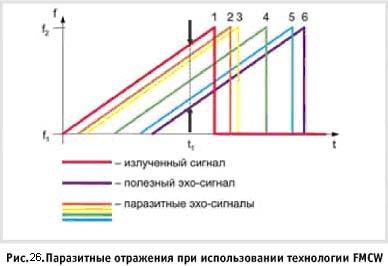 f
1 2 3 4 5 6
f₂
f₁
t₁ t
– излученный сигнал
– полезный эхо-сигнал
– паразитные эхо-сигналы
Рис.26.Паразитные отражения при использовании технологии FMCW